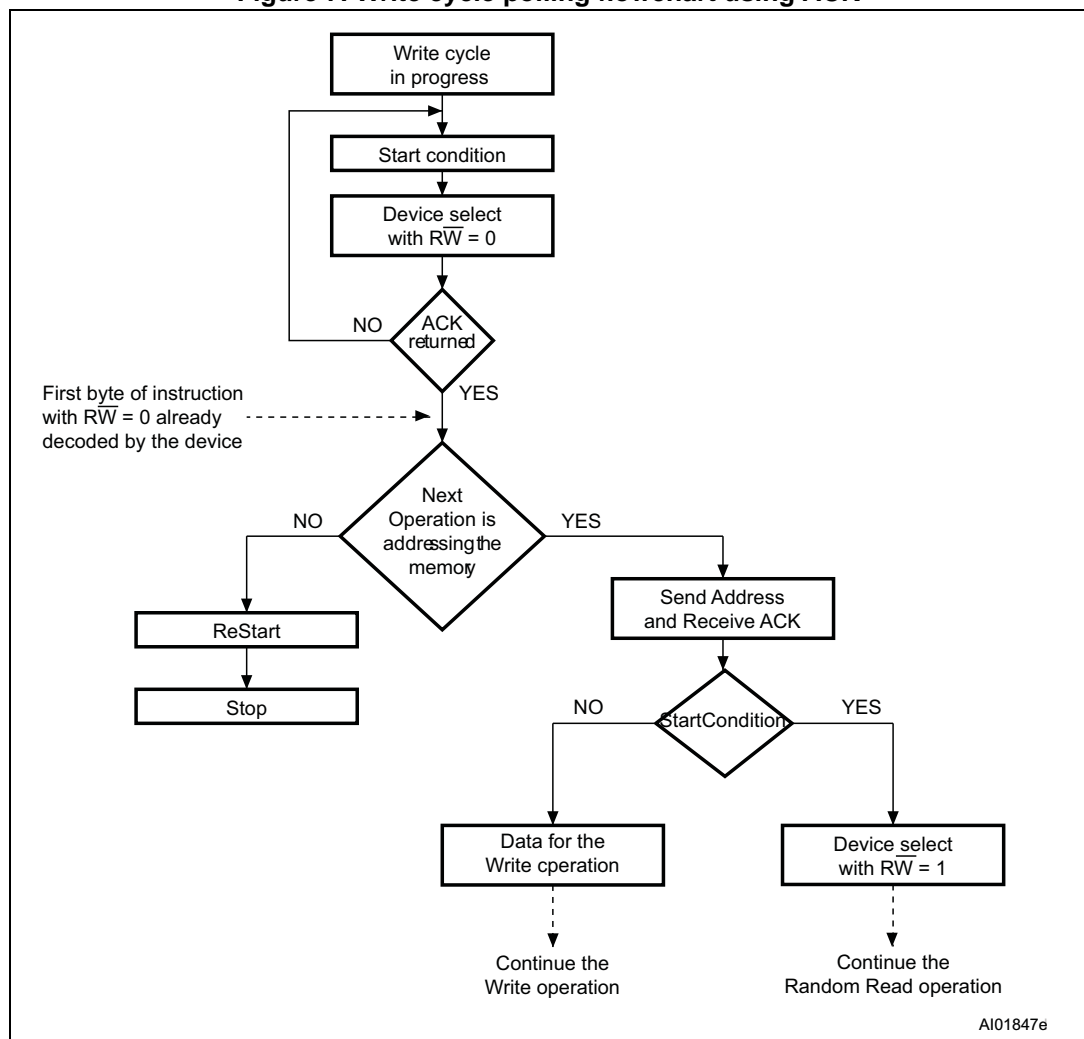 Figure 7. Write cycle polling flowchart using ACK
Write cycle
in progress
Start condition
Device select
with RW̅ = 0
NO
ACK
returned
YES
First byte of instruction
with RW̅ = 0 already
decoded by the device
NO
Next
Operation is
addressing the
memory
YES
Send Address
and Receive ACK
ReStart
Stop
NO
StartCondition
YES
Data for the
Write cperation
Device select
with RW̅ = 1
Continue the
Write operation
Continue the
Random Read operation
AI01847e